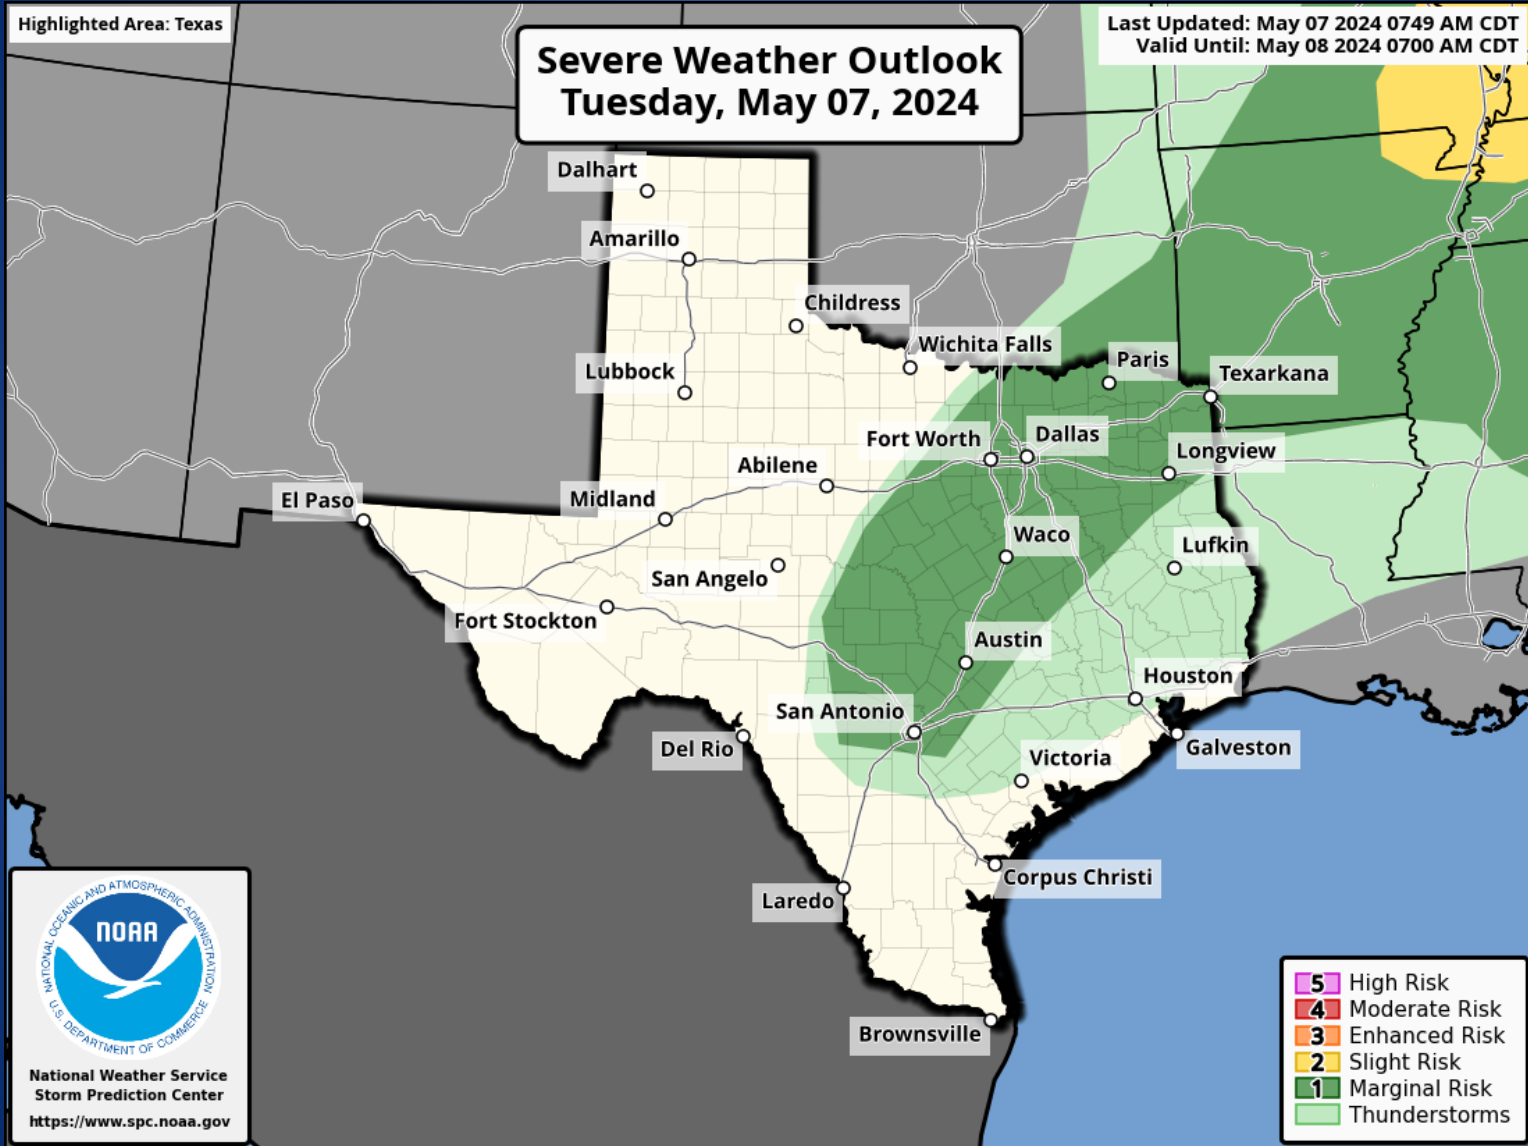 Highlighted Area: Texas
Severe Weather Outlook
Tuesday, May 07, 2024
Last Updated: May 07 2024 0749 AM CDT
Valid Until: May 08 2024 0700 AM CDT
Dalhart
Amarillo
Childress
Wichita Falls
Paris
Texarkana
Lubbock
Fort Worth
Dallas
Longview
Abilene
El Paso
Midland
Waco
Lufkin
San Angelo
Fort Stockton
Austin
Houston
San Antonio
Del Rio
Victoria
Galveston
Corpus Christi
Laredo
Brownsville
NATIONAL OCEANIC AND ATMOSPHERIC ADMINISTRATION
NOAA
U.S. DEPARTMENT OF COMMERCE
National Weather Service
Storm Prediction Center
https://www.spc.noaa.gov
5 High Risk
4 Moderate Risk
3 Enhanced Risk
2 Slight Risk
1 Marginal Risk
Thunderstorms